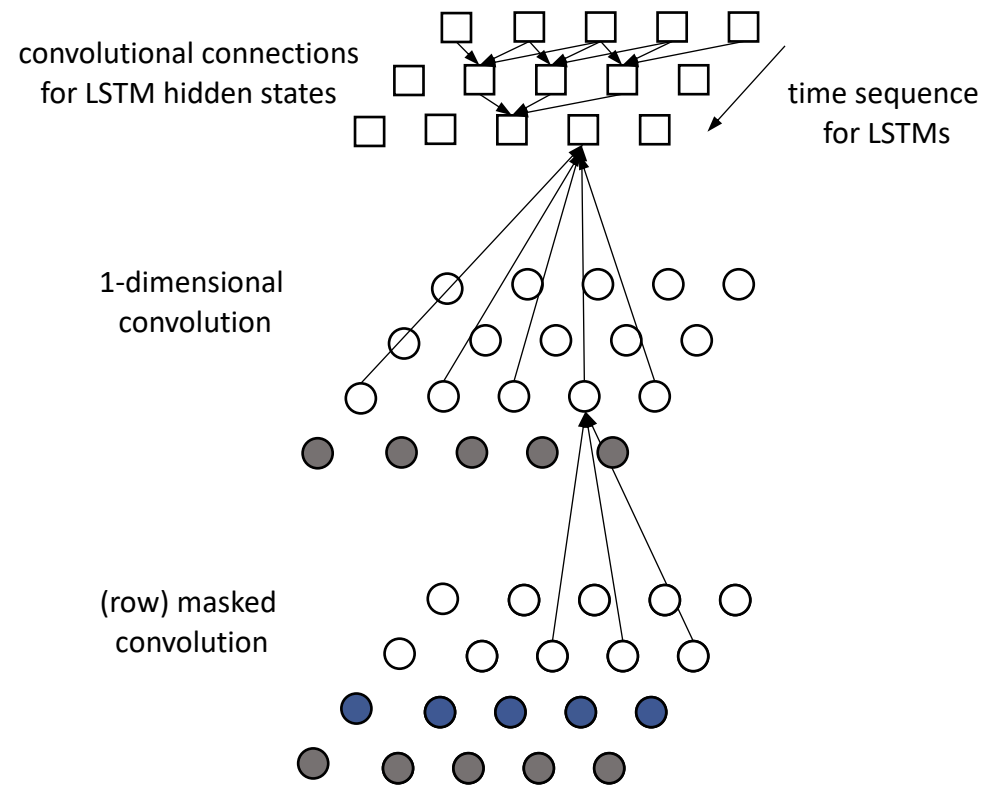 convolutional connections
for LSTM hidden states
time sequence
for LSTMs
1-dimensional
convolution
(row) masked
convolution